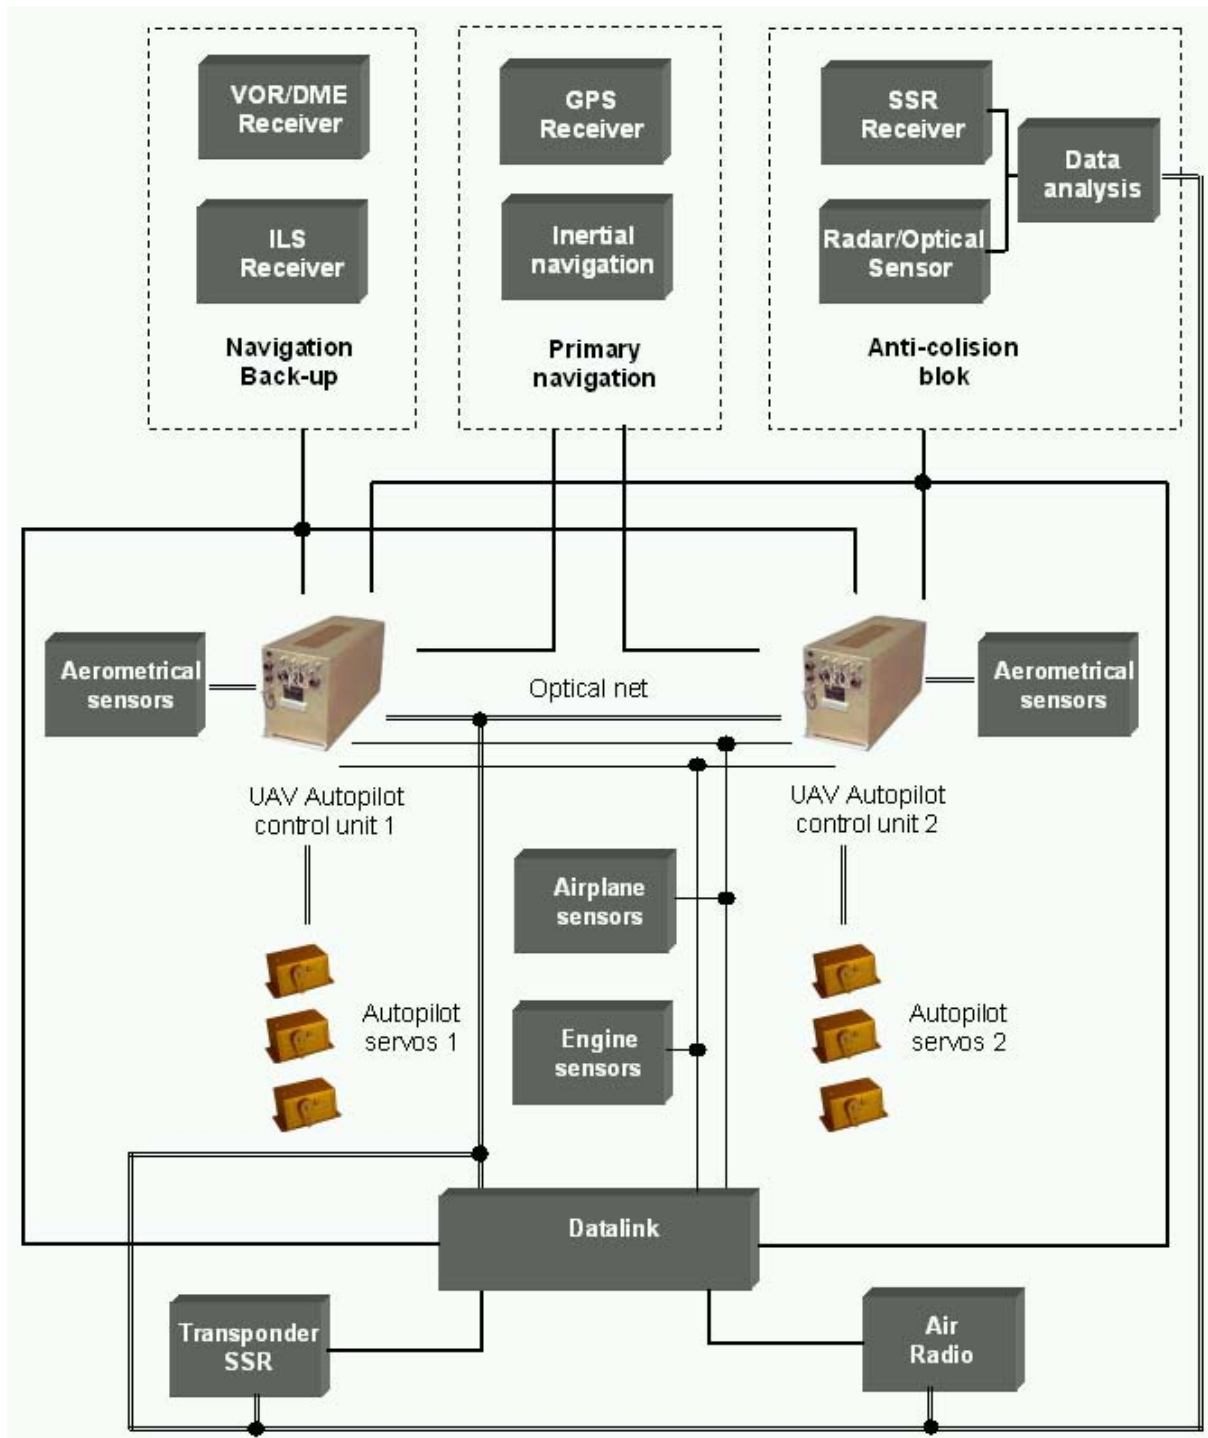 VOR/DME
Receiver
GPS
Receiver
SSR
Receiver
Data
analysis
ILS
Receiver
Inertial
navigation
Radar/Optical
Sensor
Navigation
Back-up
Primary
navigation
Anti-colision
blok
Aerometrical
sensors
Optical net
Aerometrical
sensors
UAV Autopilot
control unit 1
UAV Autopilot
control unit 2
Airplane
sensors
Autopilot
servos 1
Engine
sensors
Autopilot
servos 2
Datalink
Transponder
SSR
Air
Radio